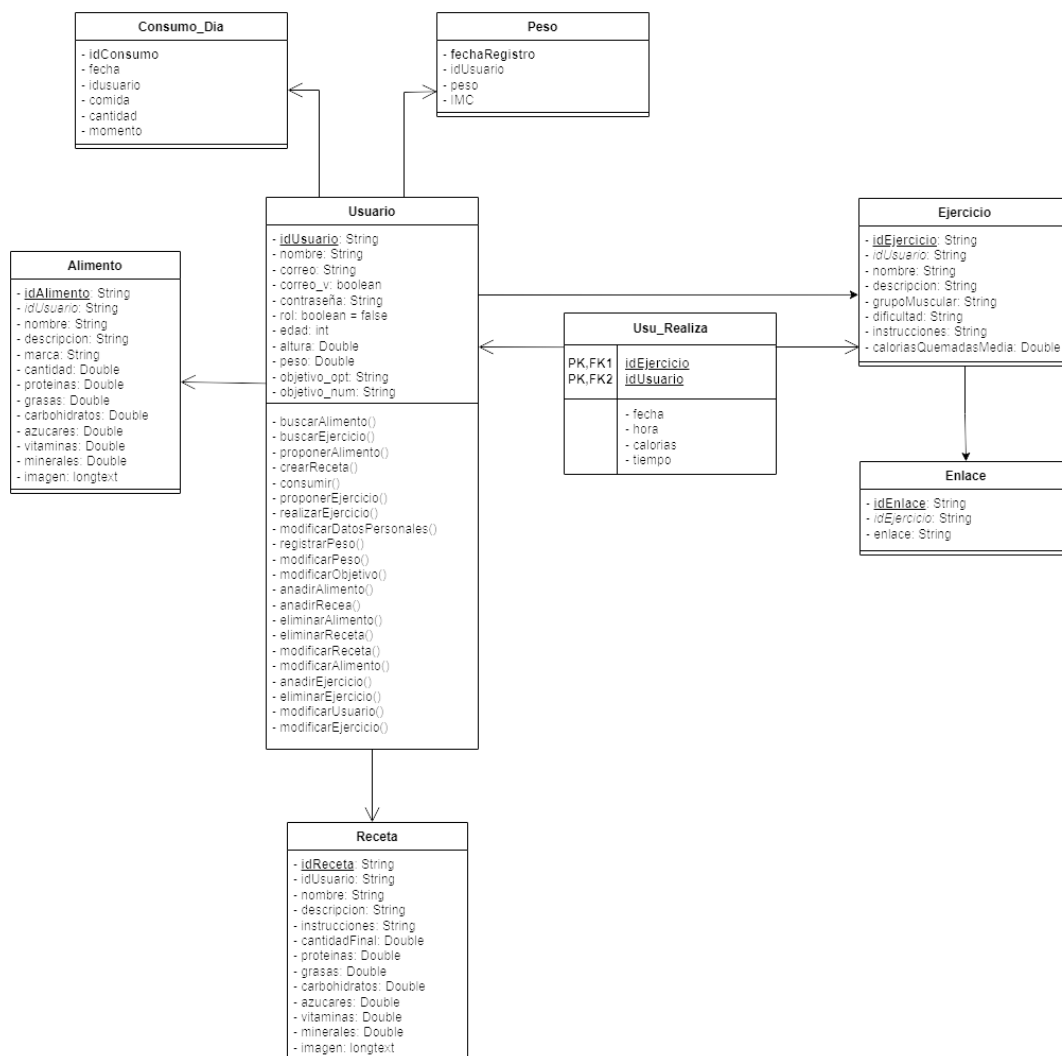 Consumo_Dia
- idConsumo
- fecha
- idusuario
- comida
- cantidad
- momento
Peso
- fechaRegistro
- idUsuario
- peso
- IMC
Usuario
- idUsuario: String
- nombre: String
- correo: String
- correo_v: boolean
- contraseña: String
- rol: boolean = false
- edad: int
- altura: Double
- peso: Double
- objetivo_opt: String
- objetivo_num: String
- buscarAlimento()
- buscarEjercicio()
- proponerAlimento()
- crearReceta()
- consumir()
- proponerEjercicio()
- realizarEjercicio()
- modificarDatosPersonales()
- registrarPeso()
- modificarPeso()
- modificarObjetivo()
- anadirAlimento()
- anadirRecea()
- eliminarAlimento()
- eliminarReceta()
- modificarReceta()
- modificarAlimento()
- anadirEjercicio()
- eliminarEjercicio()
- modificarUsuario()
- modificarEjercicio()
Ejercicio
- idEjercicio: String
- idUsuario: String
- nombre: String
- descripcion: String
- grupoMuscular: String
- dificultad: String
- instrucciones: String
- caloriasQuemadasMedia: Double
Alimento
- idAlimento: String
- idUsuario: String
- nombre: String
- descripcion: String
- marca: String
- cantidad: Double
- proteinas: Double
- grasas: Double
- carbohidratos: Double
- azucares: Double
- vitaminas: Double
- minerales: Double
- imagen: longtext
Usu_Realiza
PK,FK1 idEjercicio
PK,FK2 idUsuario
- fecha
- hora
- calorias
- tiempo
Enlace
- idEnlace: String
- idEjercicio: String
- enlace: String
Receta
- idReceta: String
- idUsuario: String
- nombre: String
- descripcion: String
- instrucciones: String
- cantidadFinal: Double
- proteinas: Double
- grasas: Double
- carbohidratos: Double
- azucares: Double
- vitaminas: Double
- minerales: Double
- imagen: longtext